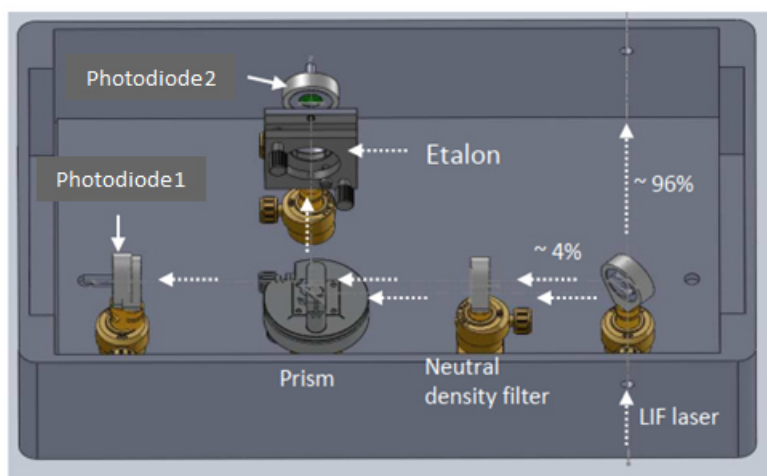 Photodiode2
Etalon
Photodiode1
~ 96%
~ 4%
Prism
Neutral
density filter
LIF laser